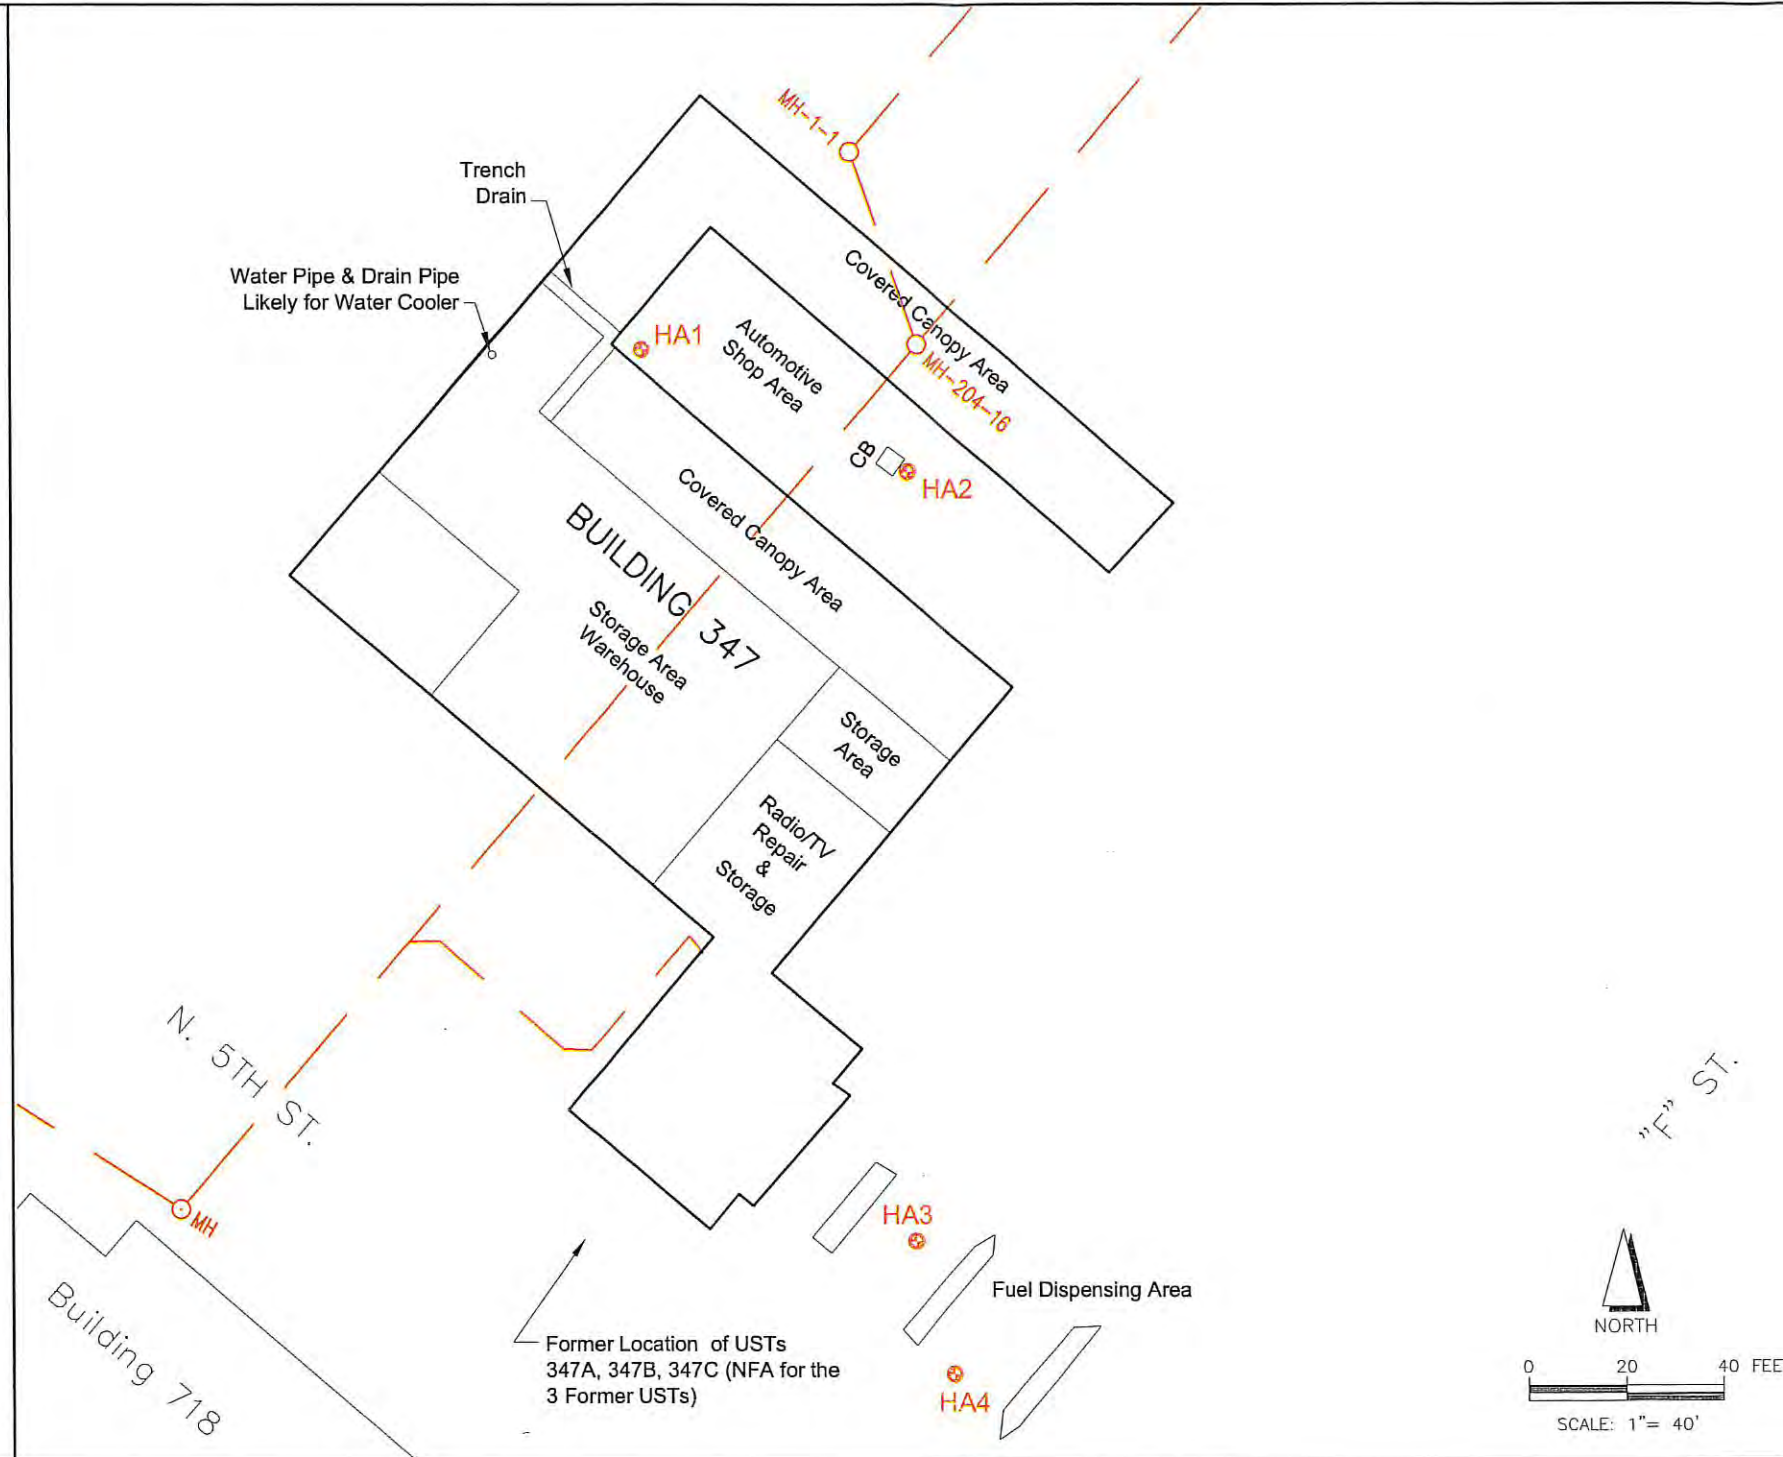 MH-1-1
Trench
Drain
Water Pipe & Drain Pipe
Likely for Water Cooler
HA1
Automotive
Shop Area
Covered Canopy Area
MH-204-16
CB
HA2
Covered Canopy Area
BUILDING 347
Storage Area
Warehouse
Storage
Area
Radio/TV
Repair
&
Storage
N. 5TH ST.
"F" ST.
MH
Building 718
HA3
Fuel Dispensing Area
HA4
Former Location of USTs
347A, 347B, 347C (NFA for the
3 Former USTs)
NORTH
0 20 40 FEE
SCALE: 1"= 40'